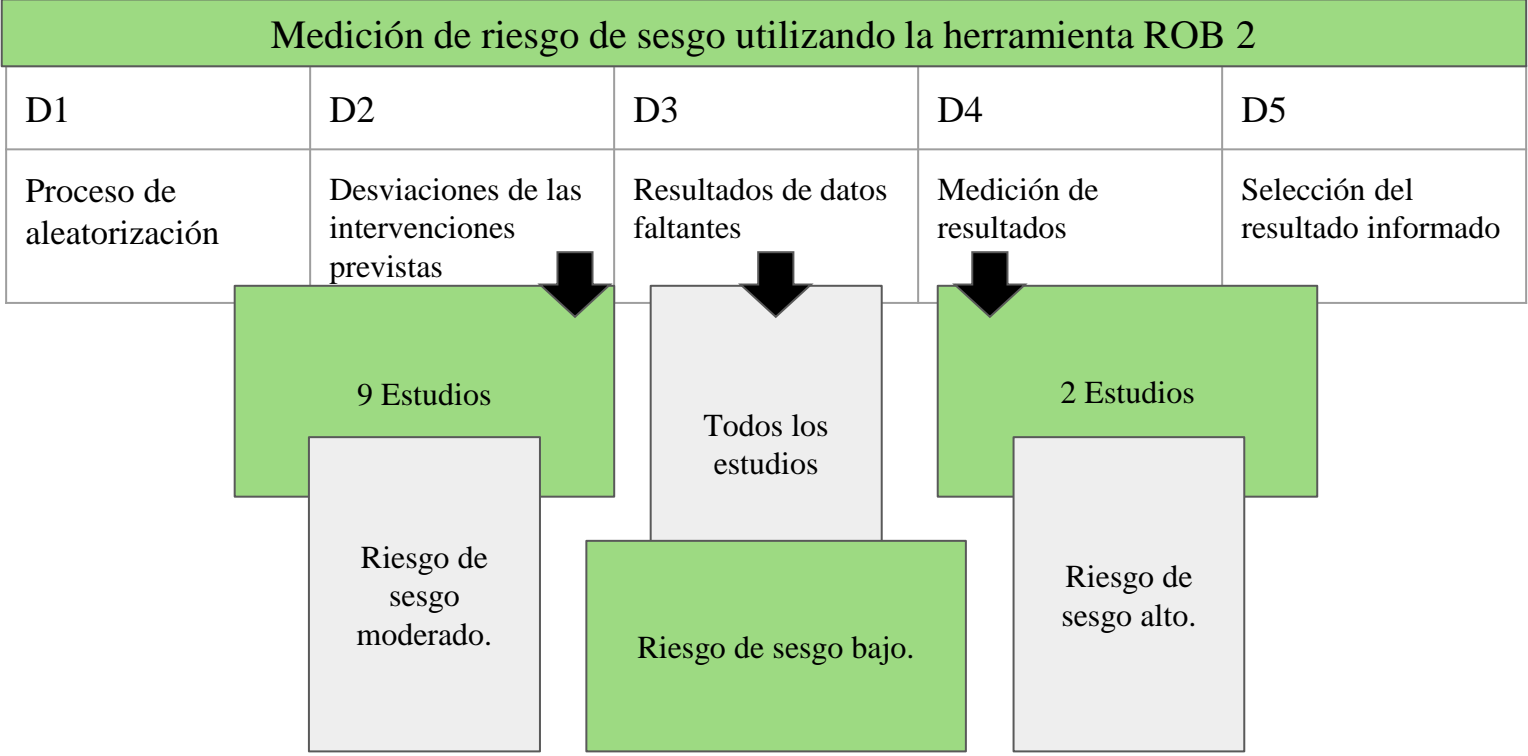 Medición de riesgo de sesgo utilizando la herramienta ROB 2
D1
D2
D3
D4
D5
Proceso de
aleatorización
Desviaciones de las
intervenciones
previstas
Resultados de datos
faltantes
Medición de
resultados
Selección del
resultado informado
9 Estudios
Riesgo de
sesgo
moderado.
Todos los
estudios
Riesgo de sesgo bajo.
2 Estudios
Riesgo de
sesgo alto.